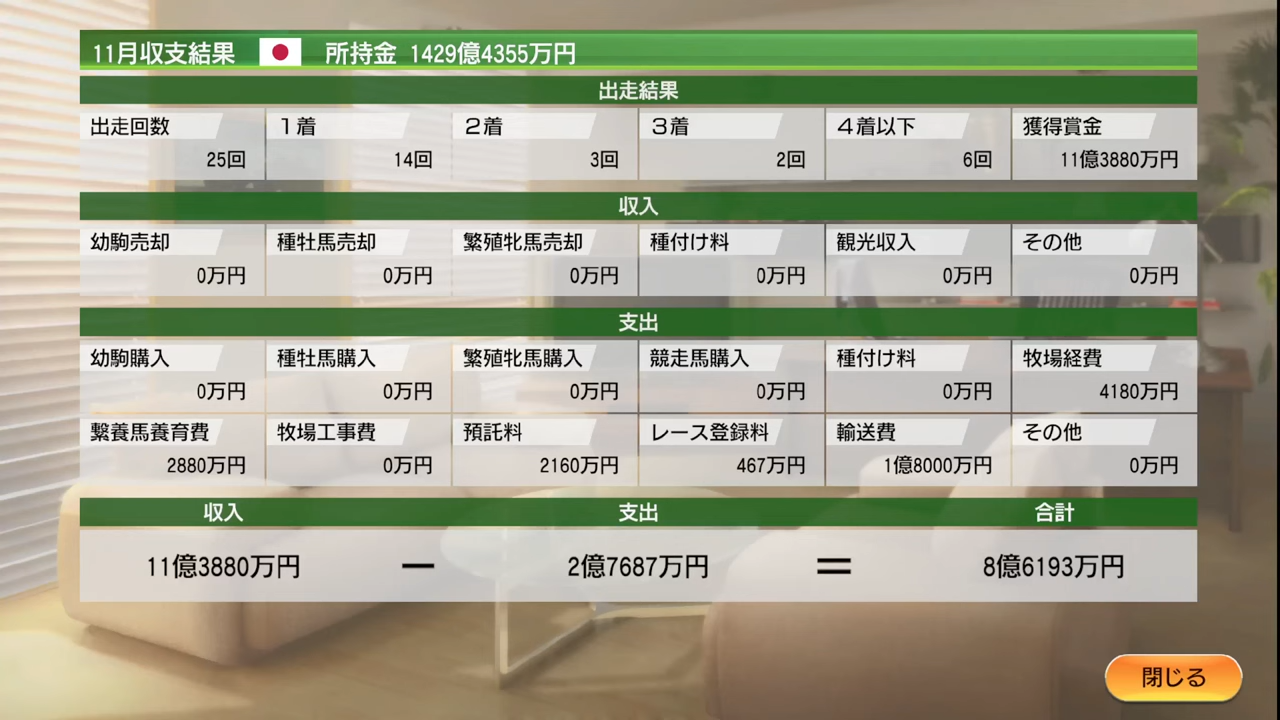 11月収支結果 所持金 1429億4355万円
出走結果
出走回数 1着 2着 3着 4着以下 獲得賞金
25回 14回 3回 2回 6回 11億3880万円
収入
幼駒売却 種牡馬売却 繁殖牝馬売却 種付け料 観光収入 その他
0万円 0万円 0万円 0万円 0万円 0万円
支出
幼駒購入 種牡馬購入 繁殖牝馬購入 競走馬購入 種付け料 牧場経費
0万円 0万円 0万円 0万円 0万円 4180万円
繋養馬養育費 牧場工事費 預託料 レース登録料 輸送費 その他
2880万円 0万円 2160万円 467万円 1億8000万円 0万円
収入 支出 合計
11億3880万円 ー 2億7687万円 = 8億6193万円
閉じる